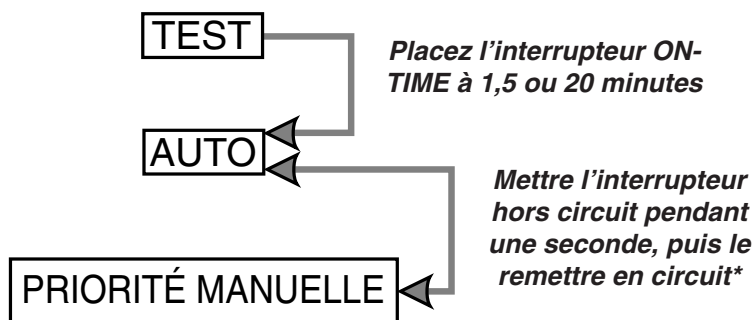 TEST
Placez l'interrupteur ON-
TIME à 1,5 ou 20 minutes
AUTO
Mettre l'interrupteur
hors circuit pendant
une seconde, puis le
remettre en circuit*
PRIORITÉ MANUELLE